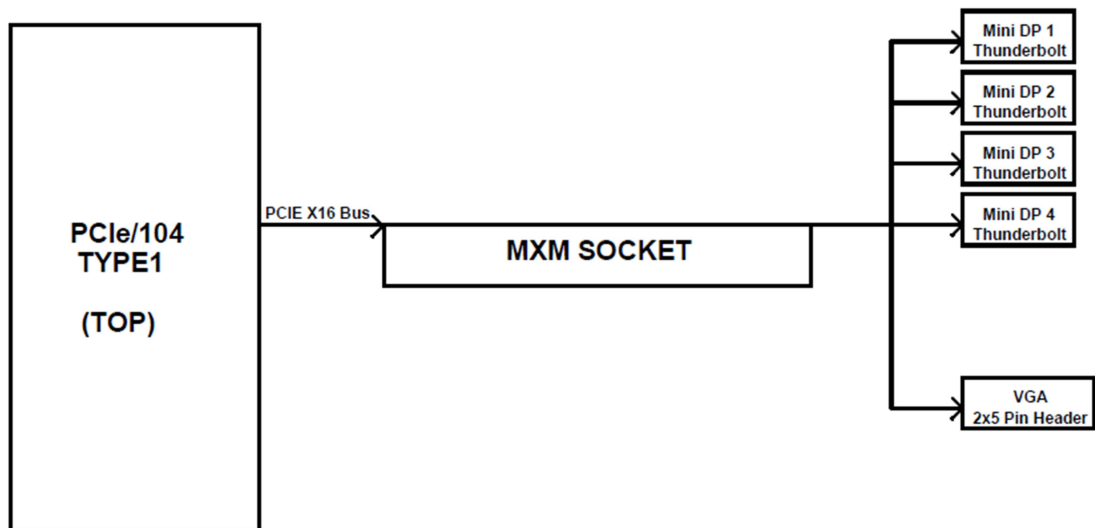 PCIe/104
TYPE1
(TOP)
PCIE X16 Bus
MXM SOCKET
Mini DP 1
Thunderbolt
Mini DP 2
Thunderbolt
Mini DP 3
Thunderbolt
Mini DP 4
Thunderbolt
VGA
2x5 Pin Header